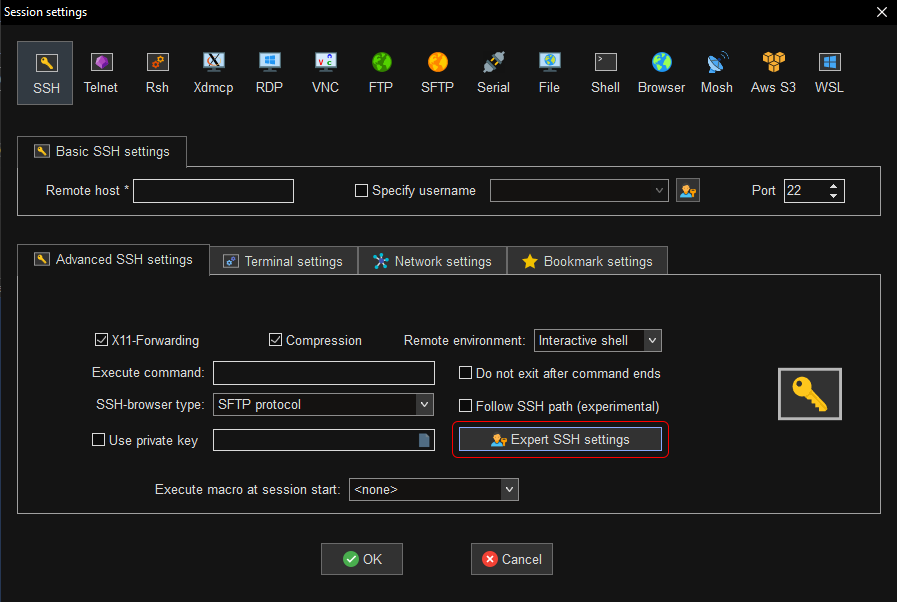 Session settings
SSH Telnet Rsh Xdmcp RDP VNC FTP SFTP Serial File Shell Browser Mosh Aws S3 WSL
Basic SSH settings
Remote host * Specify username Port 22
Advanced SSH settings Terminal settings Network settings Bookmark settings
X11-Forwarding Compression Remote environment: Interactive shell
Execute command: Do not exit after command ends
SSH-browser type: SFTP protocol Follow SSH path (experimental)
Use private key Expert SSH settings
Execute macro at session start: <none>
OK Cancel